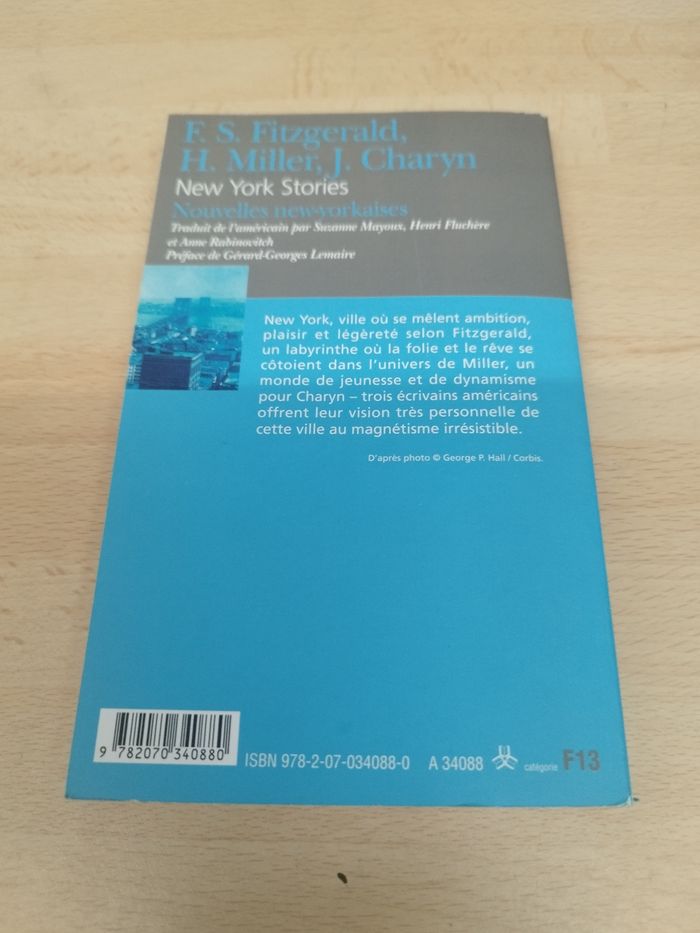 F. S. Fitzgerald,
H. Miller, J. Charyn
New York Stories
Nouvelles new-yorkaises
Traduit de l'américain par Suzanne Mayoux, Henri Fluchère
et Anne Rabinovitch
Préface de Gérard-Georges Lemaire
New York, ville où se mêlent ambition,
plaisir et légèreté selon Fitzgerald,
un labyrinthe où la folie et le rêve se
côtoient dans l'univers de Miller, un
monde de jeunesse et de dynamisme
pour Charyn – trois écrivains américains
offrent leur vision très personnelle de
cette ville au magnétisme irrésistible.
D'après photo © George P. Hall / Corbis.
9 782070 340880
ISBN 978-2-07-034088-0 A 34088 catégorie F13